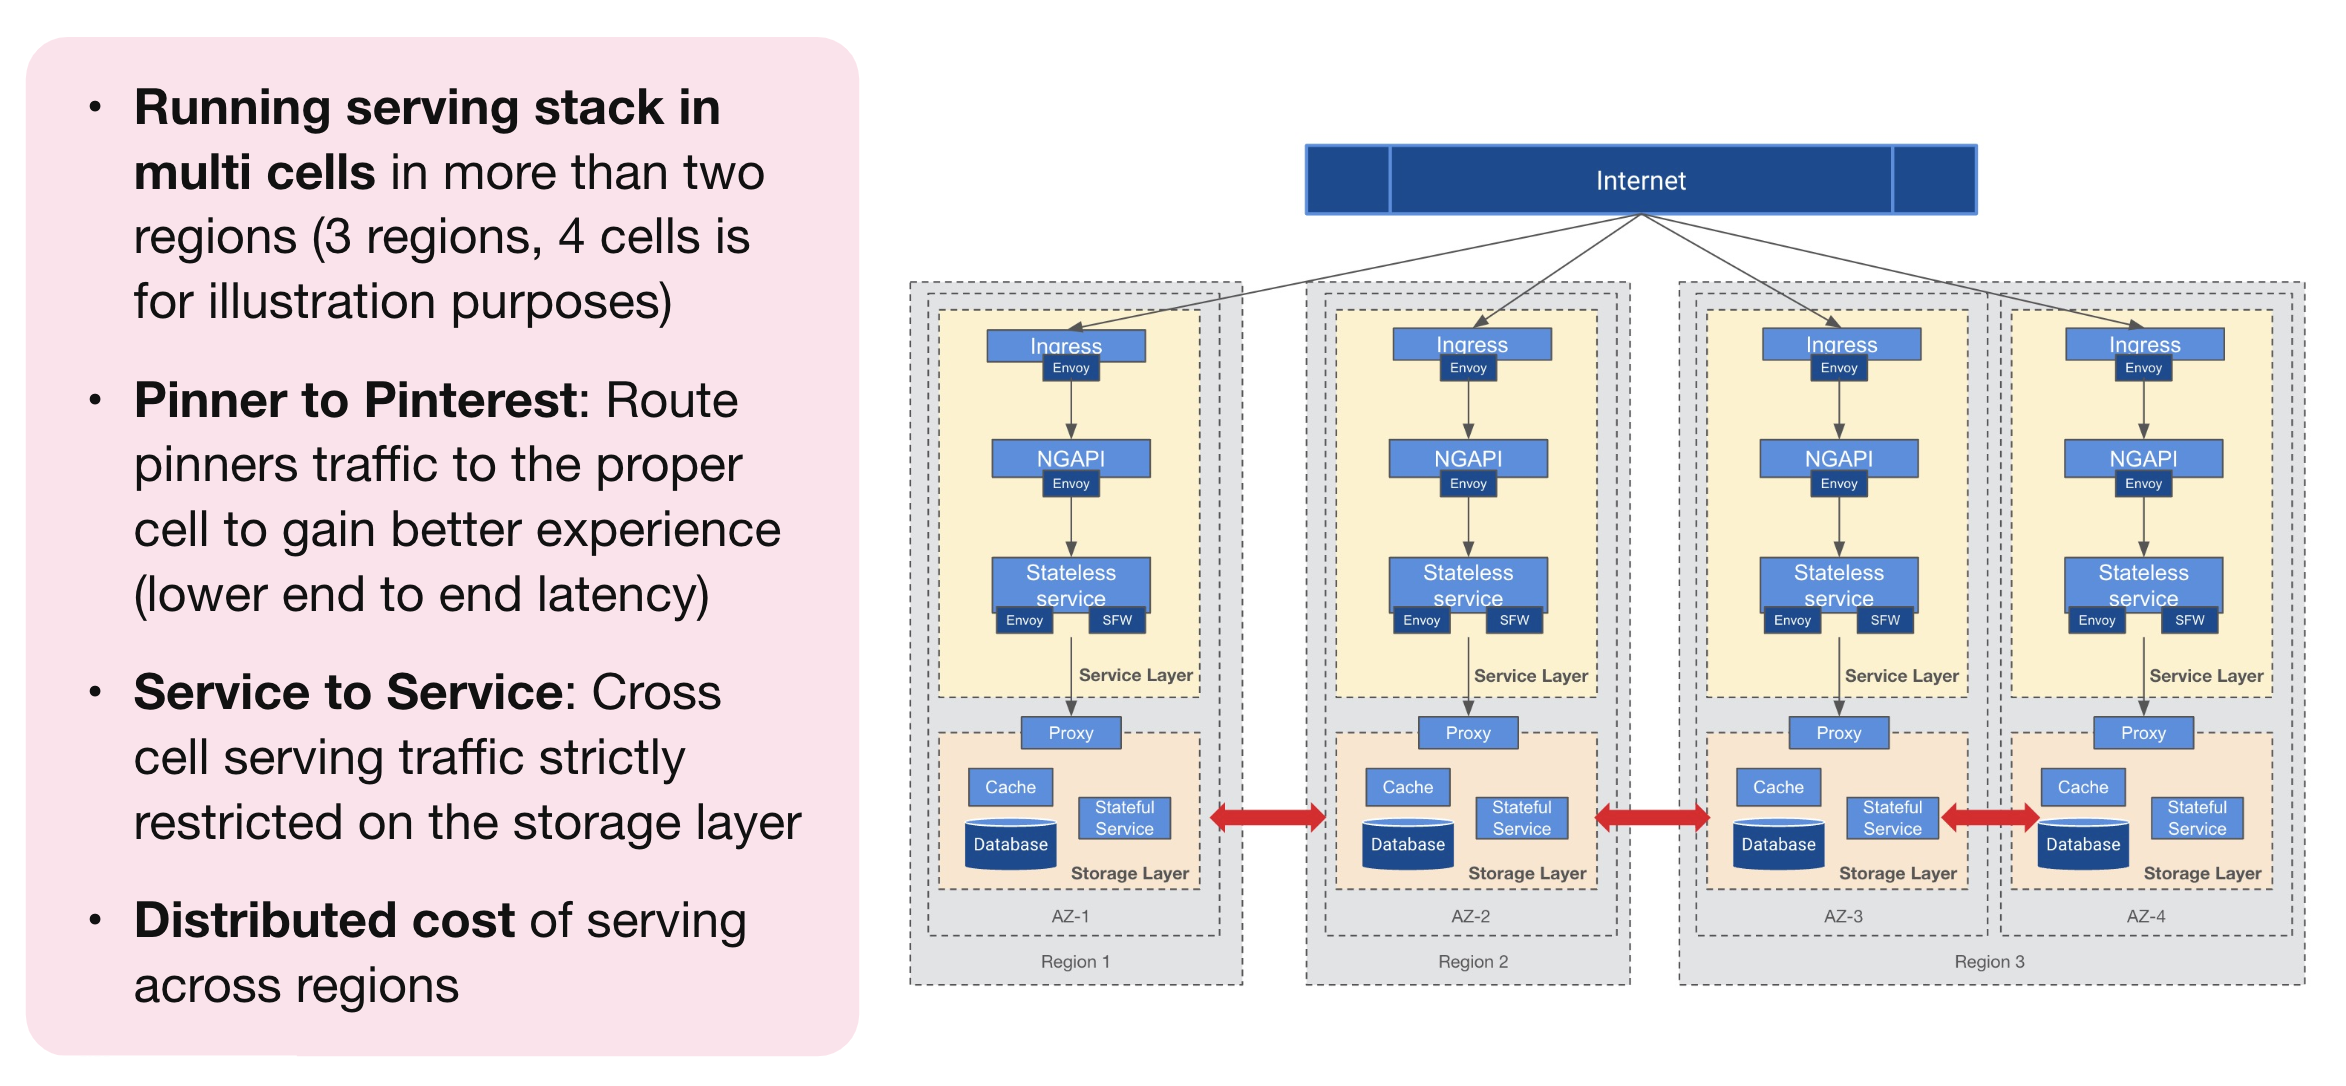 • Running serving stack in
multi cells in more than two
regions (3 regions, 4 cells is
for illustration purposes)
• Pinner to Pinterest: Route
pinners traffic to the proper
cell to gain better experience
(lower end to end latency)
• Service to Service: Cross
cell serving traffic strictly
restricted on the storage layer
• Distributed cost of serving
across regions
Internet
Ingress
Envoy
NGAPI
Envoy
Stateless
service
Envoy
SFW
Service Layer
Proxy
Cache
Stateful
Service
Database
Storage Layer
AZ-1
Region 1
Ingress
Envoy
NGAPI
Envoy
Stateless
service
Envoy
SFW
Service Layer
Proxy
Cache
Stateful
Service
Database
Storage Layer
AZ-2
Region 2
Ingress
Envoy
NGAPI
Envoy
Stateless
service
Envoy
SFW
Service Layer
Proxy
Cache
Stateful
Service
Database
Storage Layer
AZ-3
Ingress
Envoy
NGAPI
Envoy
Stateless
service
Envoy
SFW
Service Layer
Proxy
Cache
Stateful
Service
Database
Storage Layer
AZ-4
Region 3